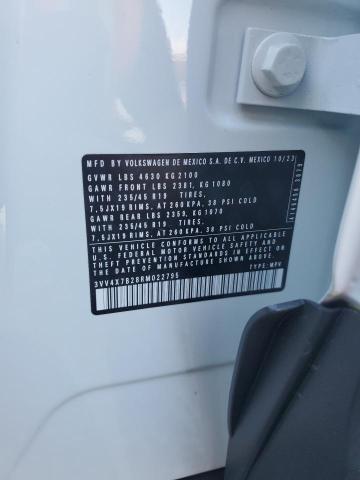 MFD BY VOLKSWAGEN DE MEXICO S.A. DE C.V. MEXICO 10/23
GVWR LBS 4630 KG 2100
GAWR FRONT LBS 2381, KG 1080
WITH 235/45 R19 TIRES,
7,5JX19 RIMS, AT 260 KPA, 38 PSI COLD
GAWR REAR LBS 2359, KG 1070
WITH 235/45 R19 TIRES,
7,5JX19 RIMS, AT 260 KPA, 38 PSI COLD
THIS VEHICLE CONFORMS TO ALL APPLICABLE
FEDERAL MOTOR VEHICLE SAFETY AND THEFT
PREVENTION STANDARDS IN EFFECT ON THE DATE
OF MANUFACTURE SHOWN ABOVE.
3VV4X7B28RM022795 TYPE: MPV